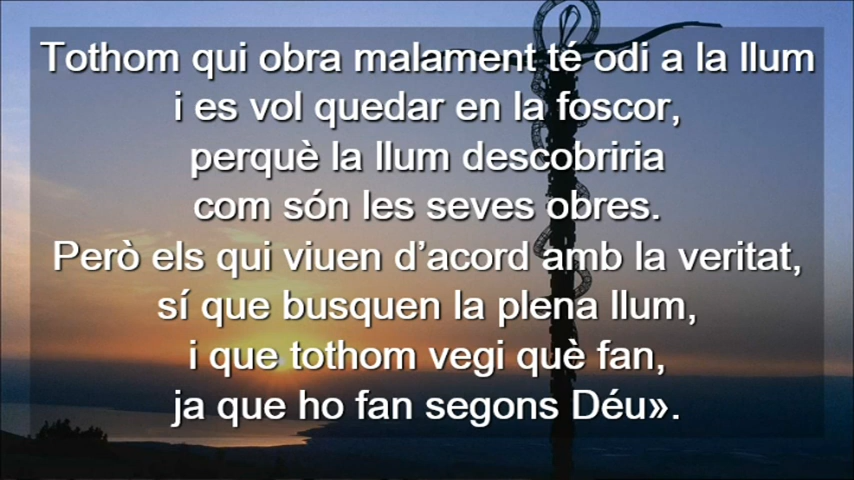 Tothom qui obra malament té odi a la llum
i es vol quedar en la foscor,
perquè la llum descobriria
com són les seves obres.
Però els qui viuen d’acord amb la veritat,
sí que busquen la plena llum,
i que tothom vegi què fan,
ja que ho fan segons Déu».